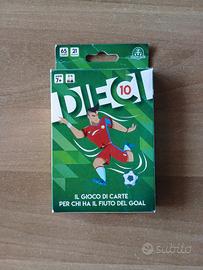 65
21
7+
DIECI
10
IL GIOCO DI CARTE
PER CHI HA IL FIUTO DEL GOAL
subito